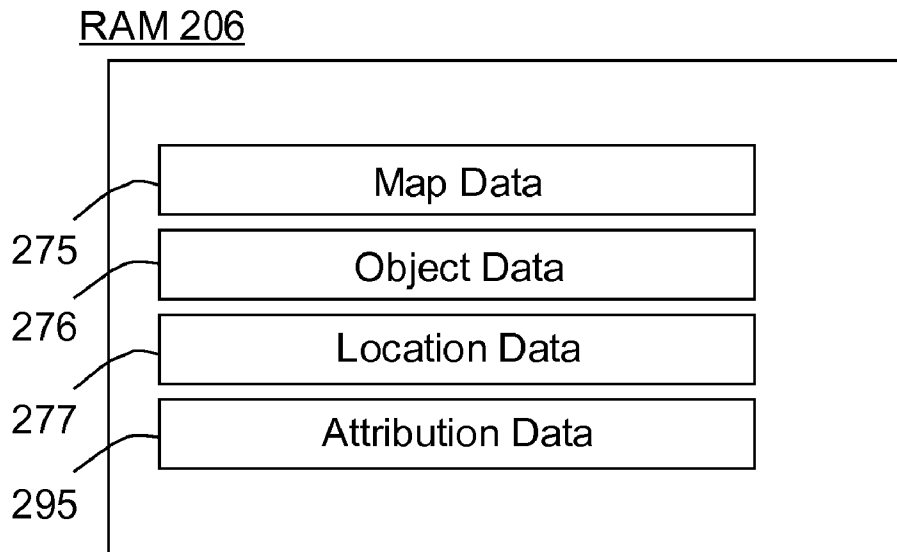 RAM 206
Map Data
275
Object Data
276
Location Data
277
Attribution Data
295